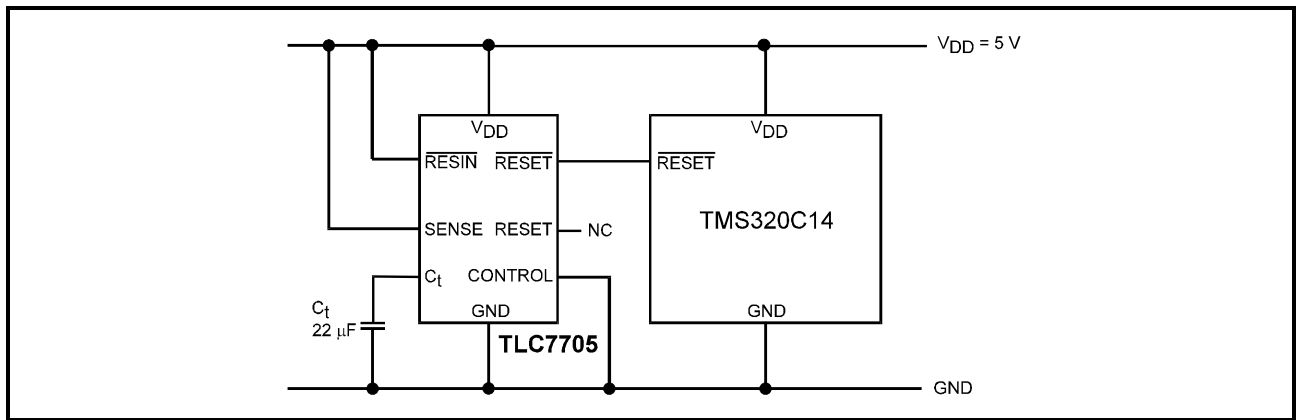 V_DD = 5 V
V_DD
V_DD
RESIN RESET
RESET
TMS320C14
SENSE RESET
NC
C_t CONTROL
C_t
22 μF
GND
GND
TLC7705
GND